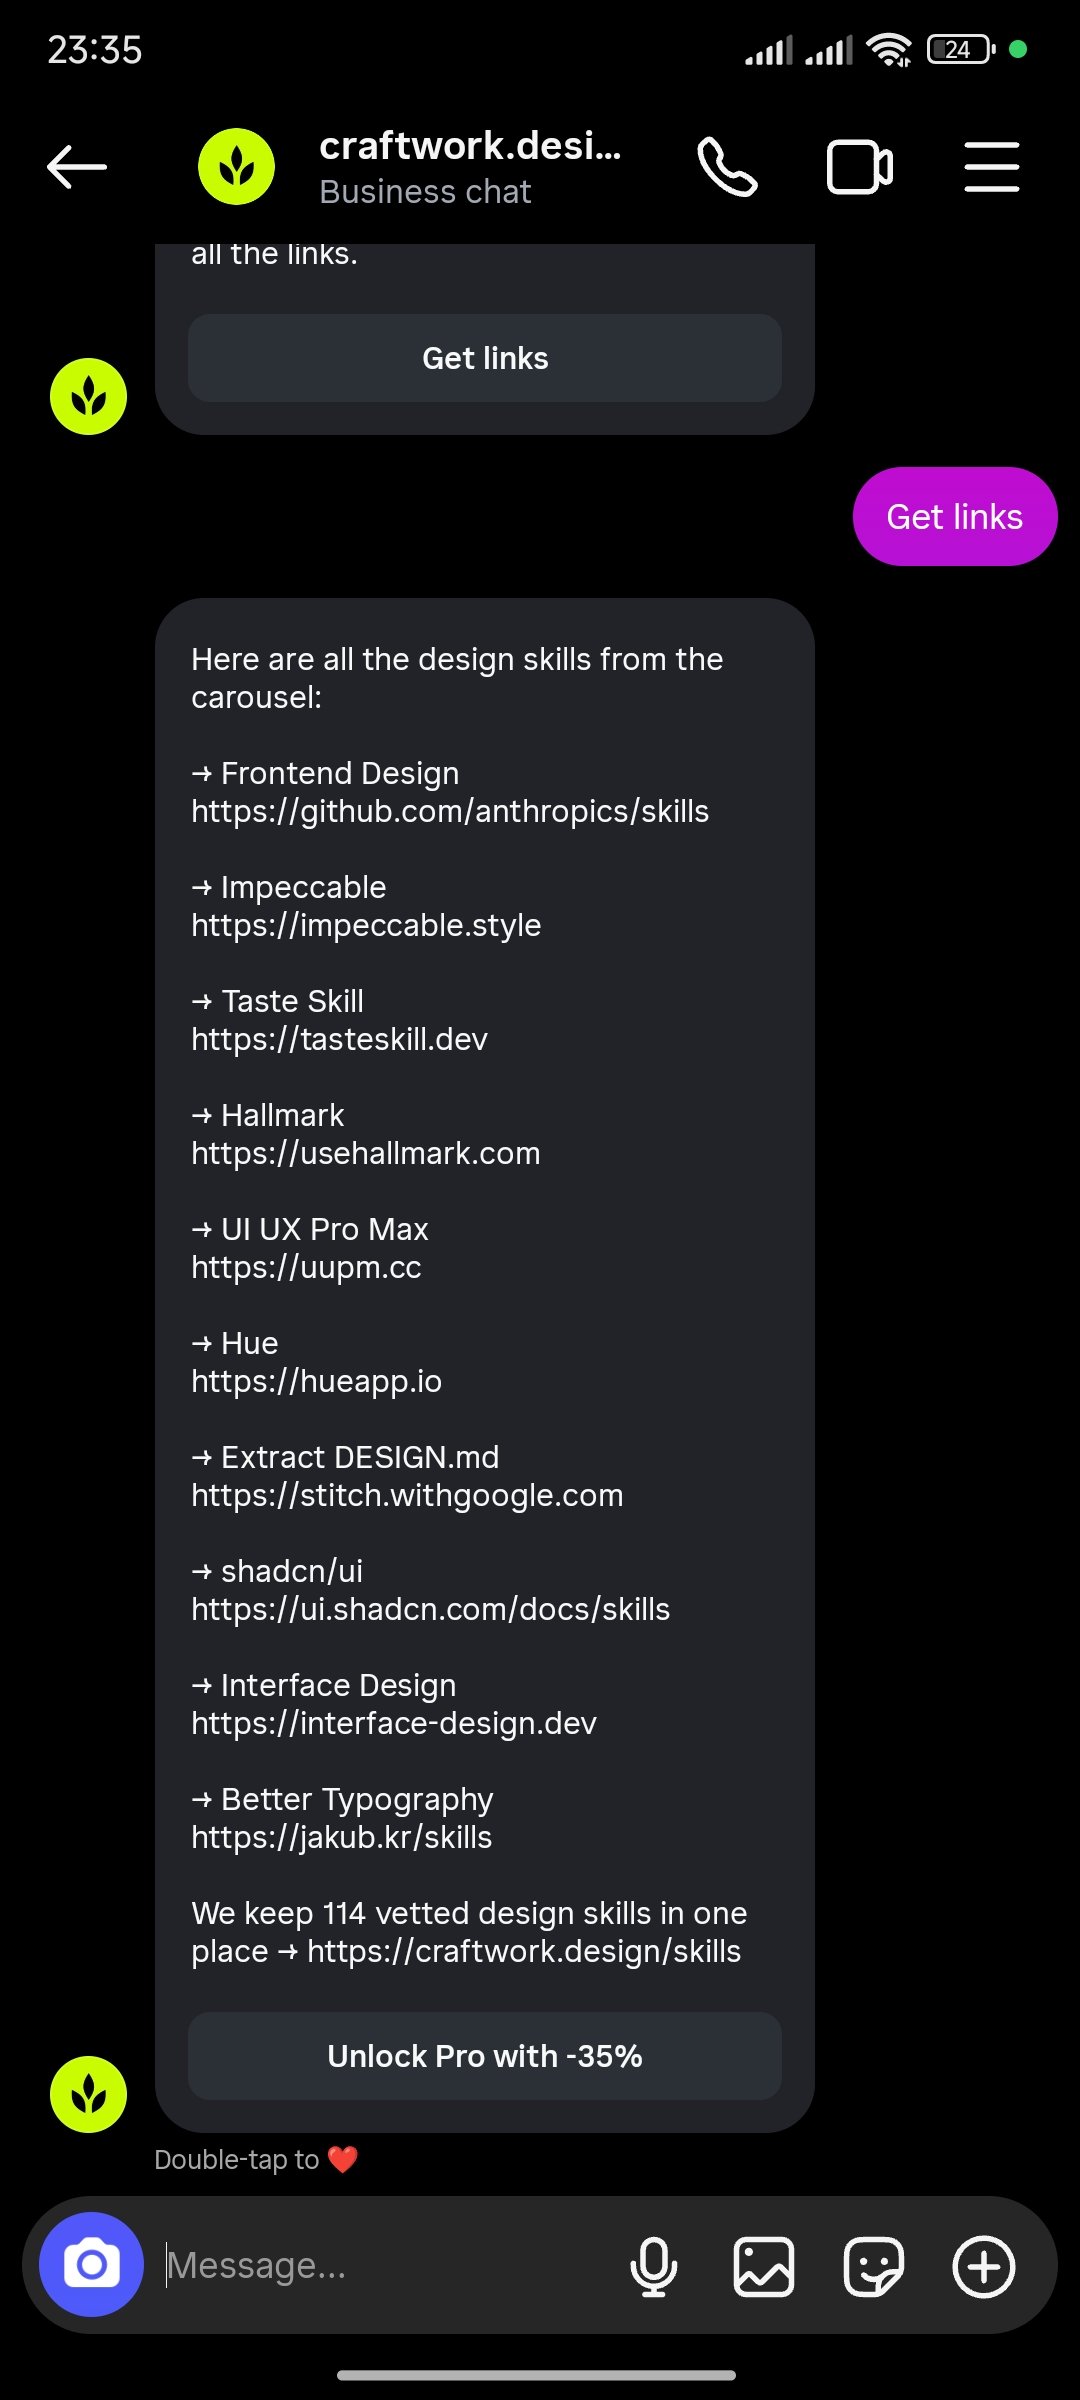 23:35
24
craftwork.desi...
Business chat
all the links.
Get links
Get links
Here are all the design skills from the
carousel:
→ Frontend Design
https://github.com/anthropics/skills
→ Impeccable
https://impeccable.style
→ Taste Skill
https://tasteskill.dev
→ Hallmark
https://usehallmark.com
→ UI UX Pro Max
https://uupm.cc
→ Hue
https://hueapp.io
→ Extract DESIGN.md
https://stitch.withgoogle.com
→ shadcn/ui
https://ui.shadcn.com/docs/skills
→ Interface Design
https://interface-design.dev
→ Better Typography
https://jakub.kr/skills
We keep 114 vetted design skills in one
place → https://craftwork.design/skills
Unlock Pro with -35%
Double-tap to ❤️
Message...